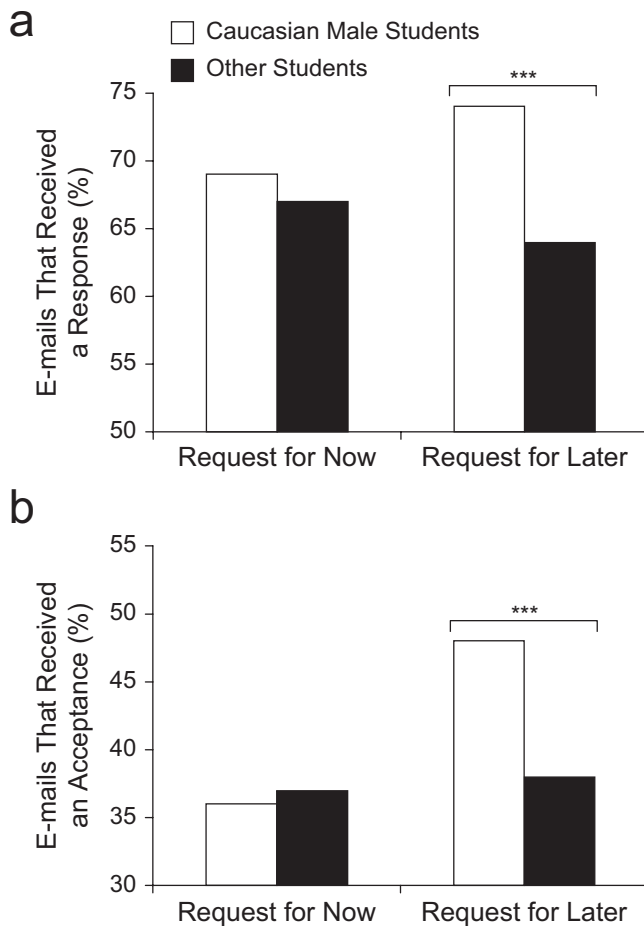 a
Caucasian Male Students
Other Students
***
75
70
65
60
55
50
E-mails That Received
a Response (%)
Request for Now
Request for Later
b
***
55
50
45
40
35
30
E-mails That Received
an Acceptance (%)
Request for Now
Request for Later